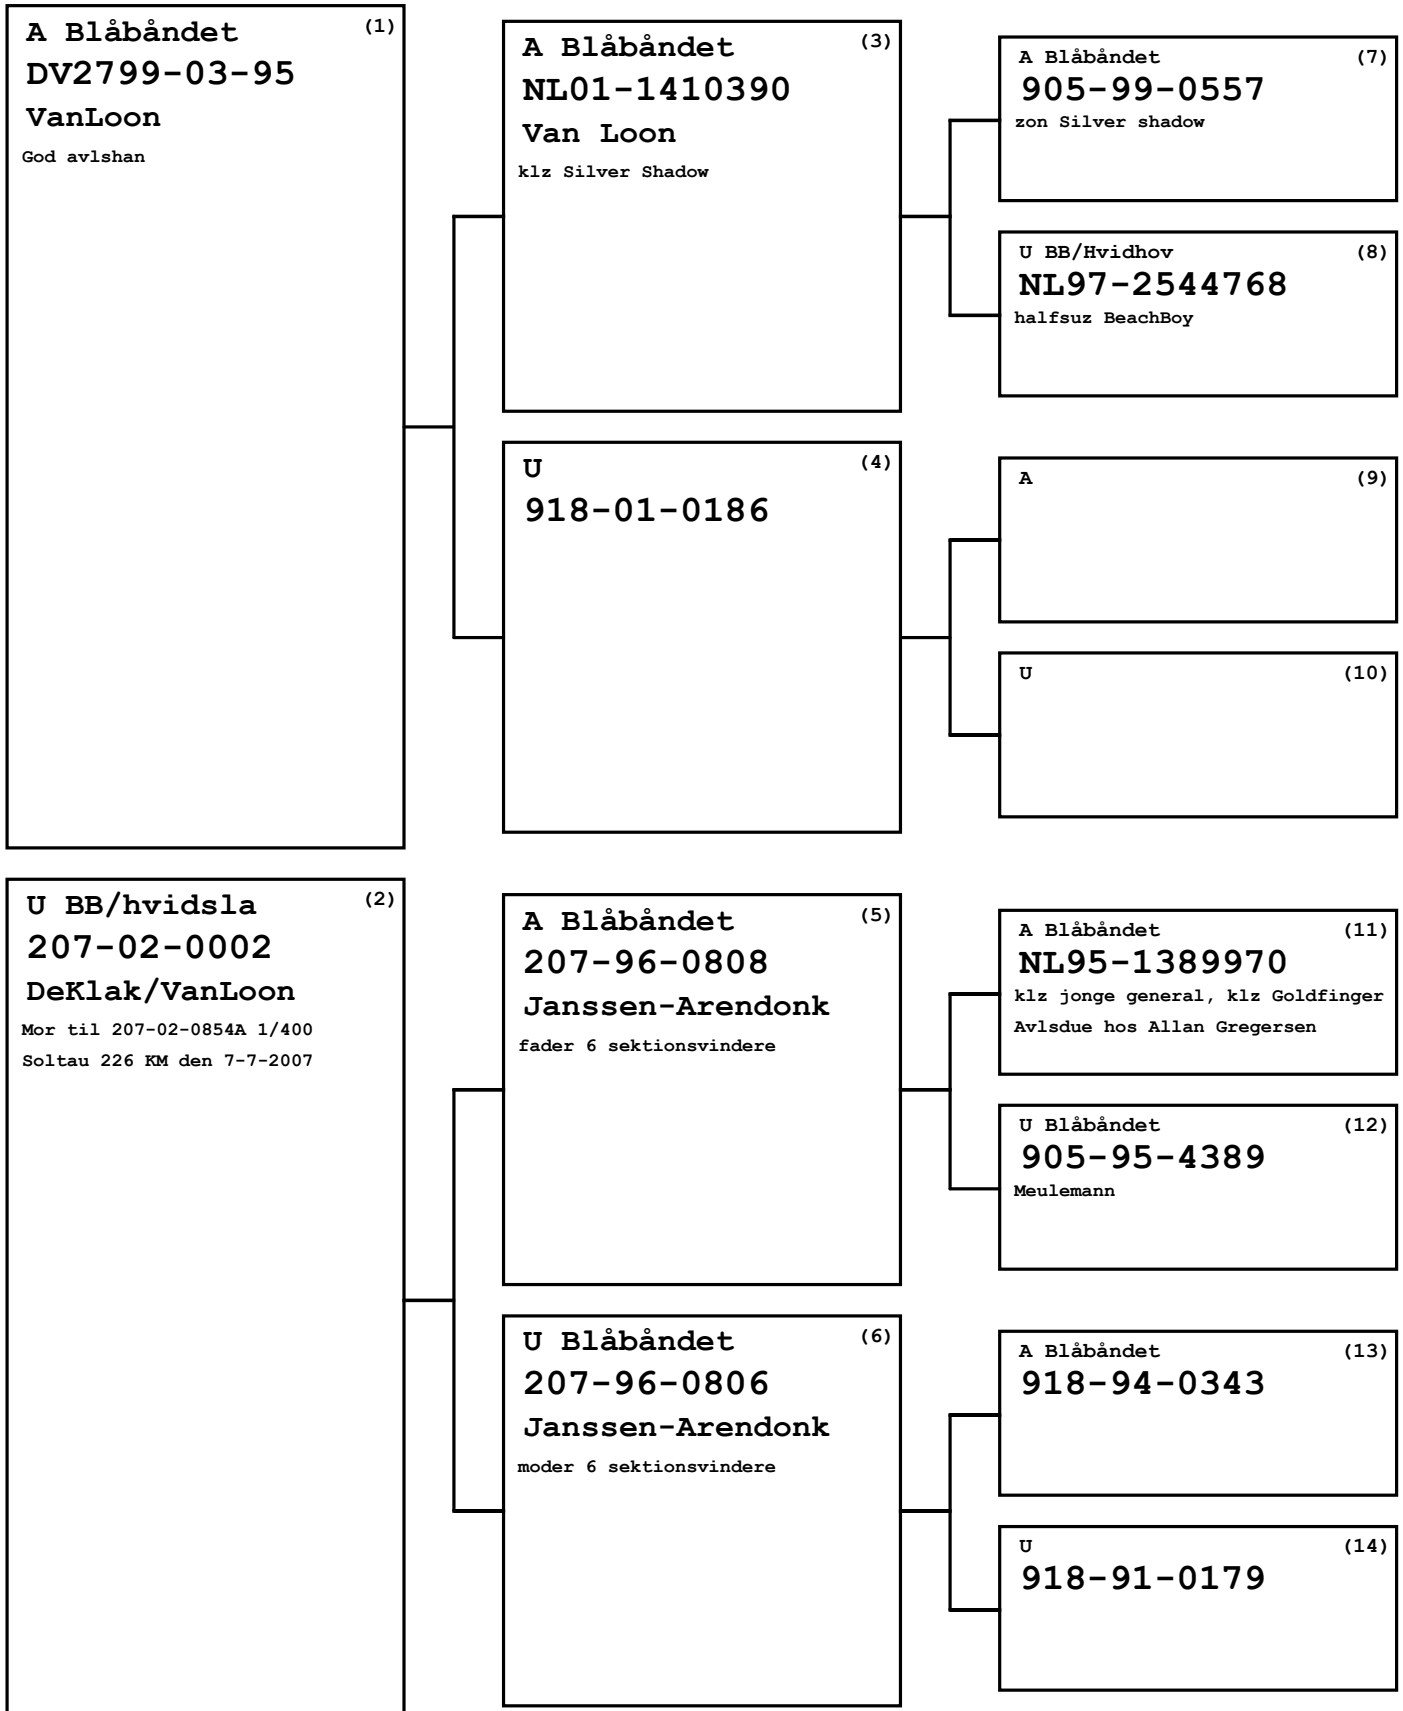 A Blåbåndet (1)
DV2799-03-95
VanLoon
God avlshan
A Blåbåndet (3)
NL01-1410390
Van Loon
klz Silver Shadow
A Blåbåndet (7)
905-99-0557
zon Silver shadow
U BB/Hvidhov (8)
NL97-2544768
halfsuz BeachBoy
U (4)
918-01-0186
A (9)
U (10)
U BB/hvidsla (2)
207-02-0002
DeKlak/VanLoon
Mor til 207-02-0854A 1/400
Soltau 226 KM den 7-7-2007
A Blåbåndet (5)
207-96-0808
Janssen-Arendonk
fader 6 sektionsvindere
A Blåbåndet (11)
NL95-1389970
klz jonge general, klz Goldfinger
Avlsdue hos Allan Gregersen
U Blåbåndet (12)
905-95-4389
Meulemann
U Blåbåndet (6)
207-96-0806
Janssen-Arendonk
moder 6 sektionsvindere
A Blåbåndet (13)
918-94-0343
U (14)
918-91-0179